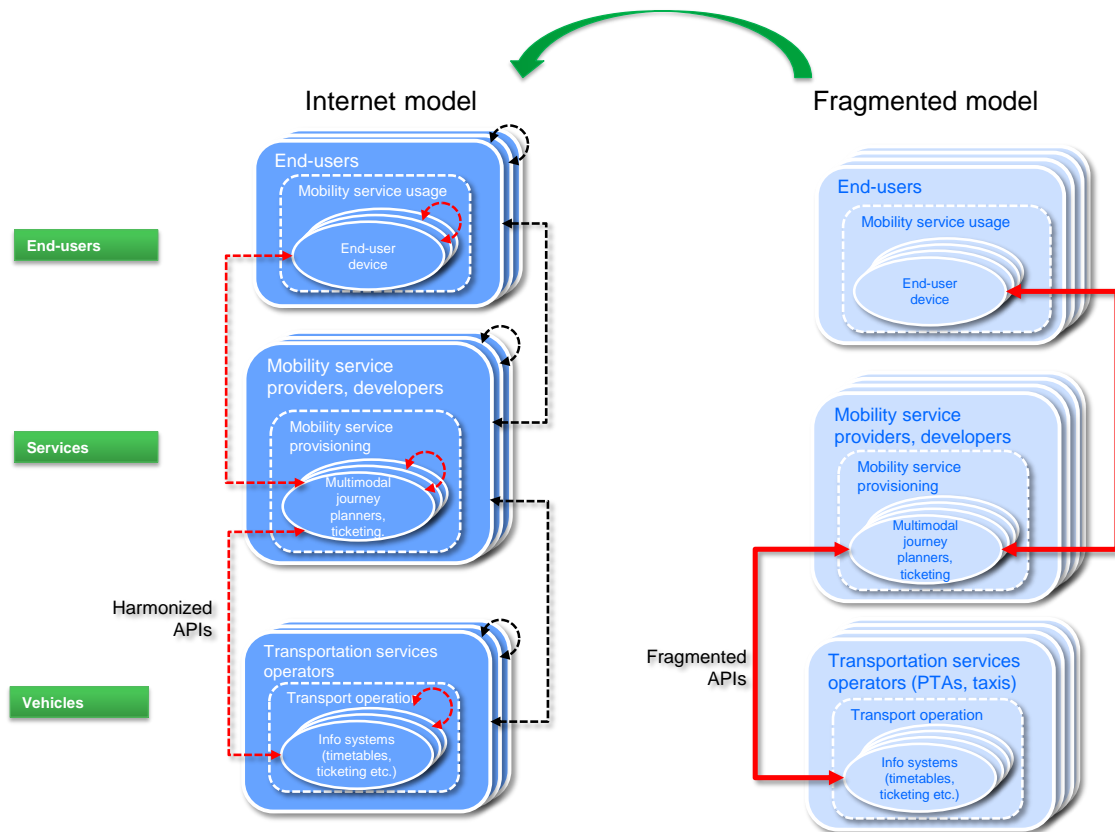 Internet model
Fragmented model
End-users
Services
Vehicles
End-users
Mobility service usage
End-user
device
Mobility service
providers, developers
Mobility service
provisioning
Multimodal
journey
planners,
ticketing.
Harmonized
APIs
Transportation services
operators
Transport operation
Info systems
(timetables,
ticketing etc.)
End-users
Mobility service usage
End-user
device
Mobility service
providers, developers
Mobility service
provisioning
Multimodal
journey
planners,
ticketing
Fragmented
APIs
Transportation services
operators (PTAs, taxis)
Transport operation
Info systems
(timetables,
ticketing etc.)